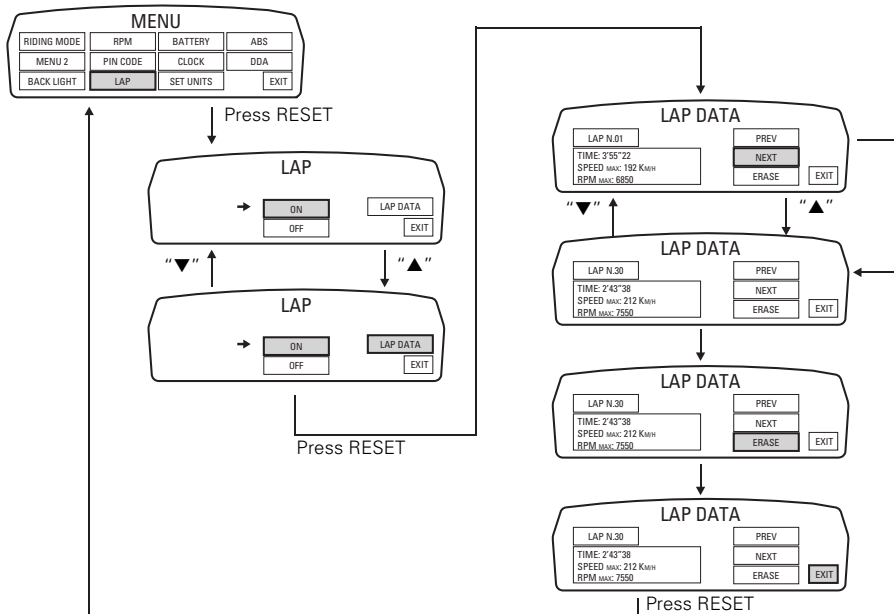 MENU
RIDING MODE RPM BATTERY ABS
MENU 2 PIN CODE CLOCK DDA
BACK LIGHT LAP SET UNITS EXIT
Press RESET
LAP
ON LAP DATA
OFF EXIT
“▼” “▲”
LAP
ON LAP DATA
OFF EXIT
Press RESET
LAP DATA
LAP N.01 PREV
TIME: 3'55"22 NEXT
SPEED MAX: 192 KM/H
RPM MAX: 6850 ERASE EXIT
“▼” “▲”
LAP DATA
LAP N.30 PREV
TIME: 2'43"38 NEXT
SPEED MAX: 212 KM/H
RPM MAX: 7550 ERASE EXIT
LAP DATA
LAP N.30 PREV
TIME: 2'43"38 NEXT
SPEED MAX: 212 KM/H
RPM MAX: 7550 ERASE EXIT
LAP DATA
LAP N.30 PREV
TIME: 2'43"38 NEXT
SPEED MAX: 212 KM/H
RPM MAX: 7550 ERASE EXIT
Press RESET